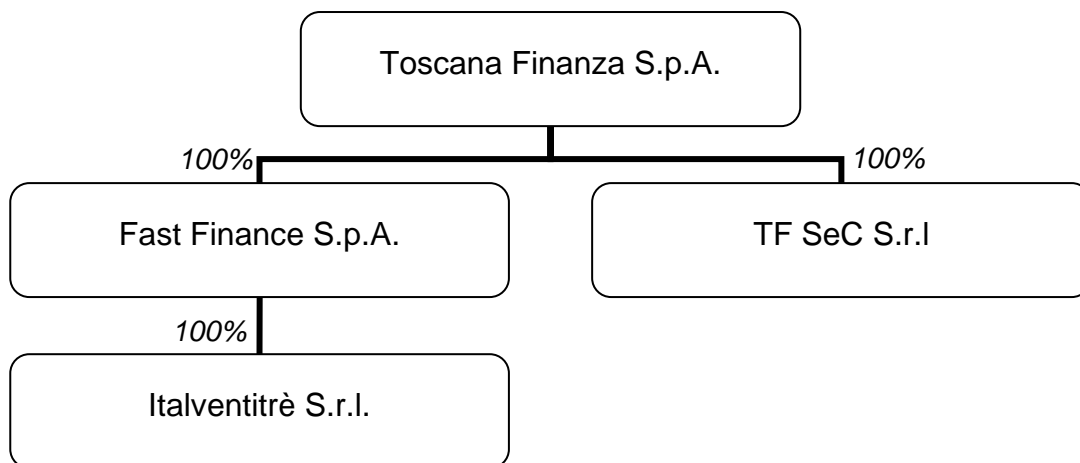 Toscana Finanza S.p.A.
100%
100%
Fast Finance S.p.A.
TF SeC S.r.l
100%
Italventitrè S.r.l.